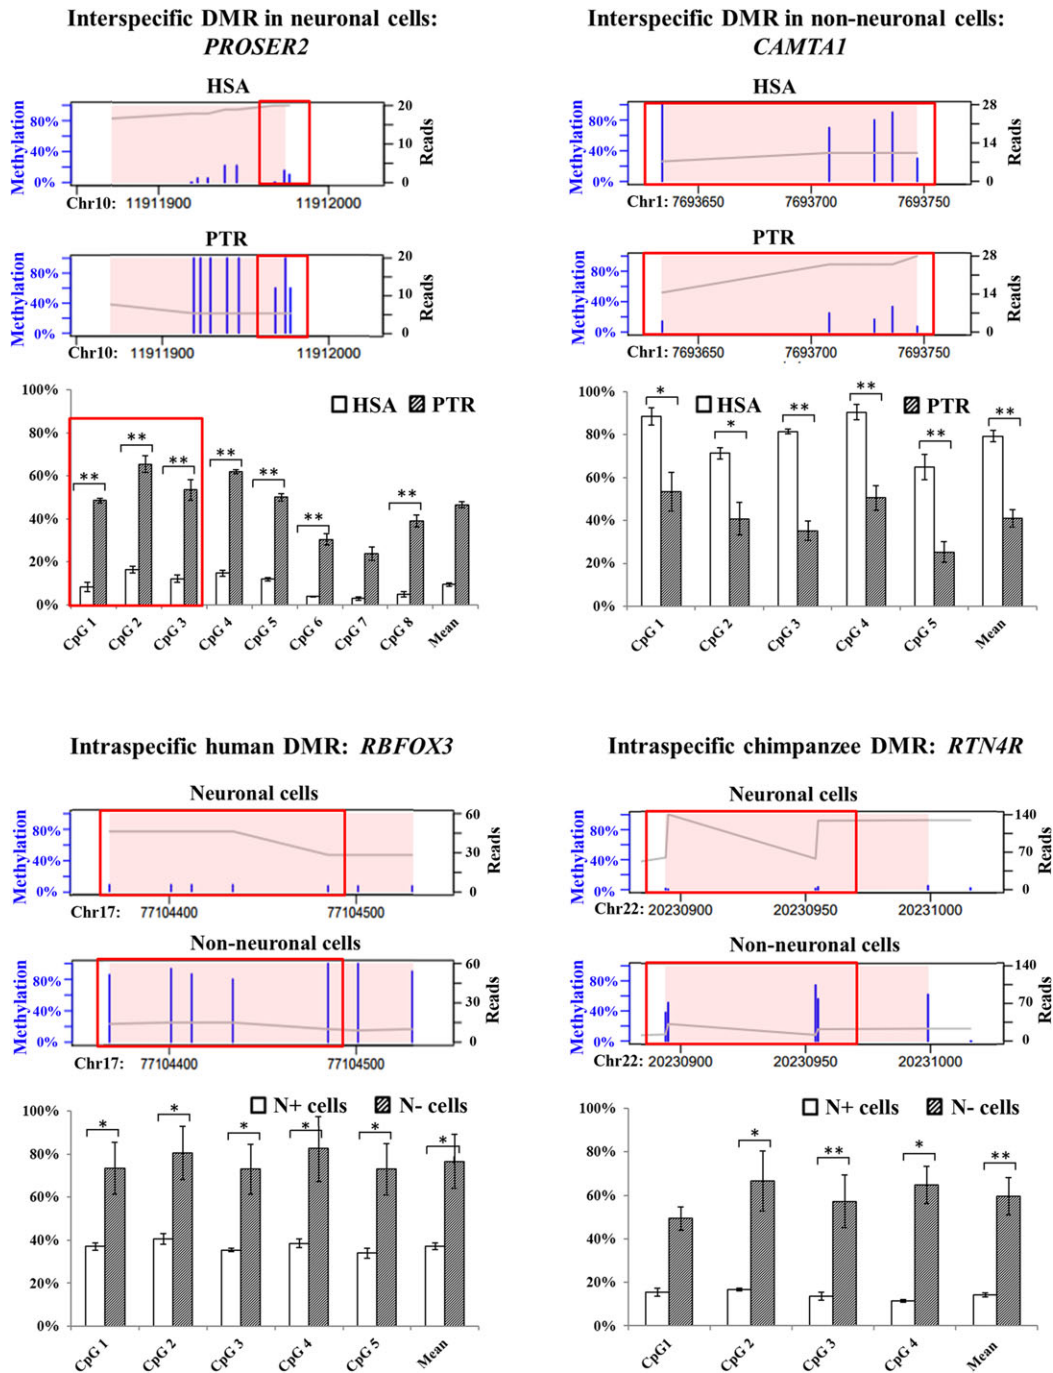 Interspecific DMR in neuronal cells:
PROSER2
HSA
Methylation
80%
40%
0%
20
10
0
Reads
Chr10:
11911900
11912000
PTR
Methylation
80%
40%
0%
20
10
0
Reads
Chr10:
11911900
11912000
100%
80%
60%
40%
20%
0%
HSA PTR
**
**
**
**
**
**
**
CpG 1
CpG 2
CpG 3
CpG 4
CpG 5
CpG 6
CpG 7
CpG 8
Mean
Interspecific DMR in non-neuronal cells:
CAMTA1
HSA
Methylation
80%
40%
0%
28
14
0
Reads
Chr1:
7693650
7693700
7693750
PTR
Methylation
80%
40%
0%
28
14
0
Reads
Chr1:
7693650
7693700
7693750
100%
80%
60%
40%
20%
0%
HSA PTR
*
*
**
**
**
**
CpG 1
CpG 2
CpG 3
CpG 4
CpG 5
Mean
Intraspecific human DMR: RBFOX3
Neuronal cells
Methylation
80%
40%
0%
60
30
0
Reads
Chr17:
77104400
77104500
Non-neuronal cells
Methylation
80%
40%
0%
60
30
0
Reads
Chr17:
77104400
77104500
100%
80%
60%
40%
20%
0%
N+ cells N- cells
*
*
*
*
*
*
CpG 1
CpG 2
CpG 3
CpG 4
CpG 5
Mean
Intraspecific chimpanzee DMR: RTN4R
Neuronal cells
Methylation
80%
40%
0%
140
70
0
Reads
Chr22:
20230900
20230950
20231000
Non-neuronal cells
Methylation
80%
40%
0%
140
70
0
Reads
Chr22:
20230900
20230950
20231000
100%
80%
60%
40%
20%
0%
N+ cells N- cells
*
**
*
**
CpG1
CpG 2
CpG 3
CpG 4
Mean